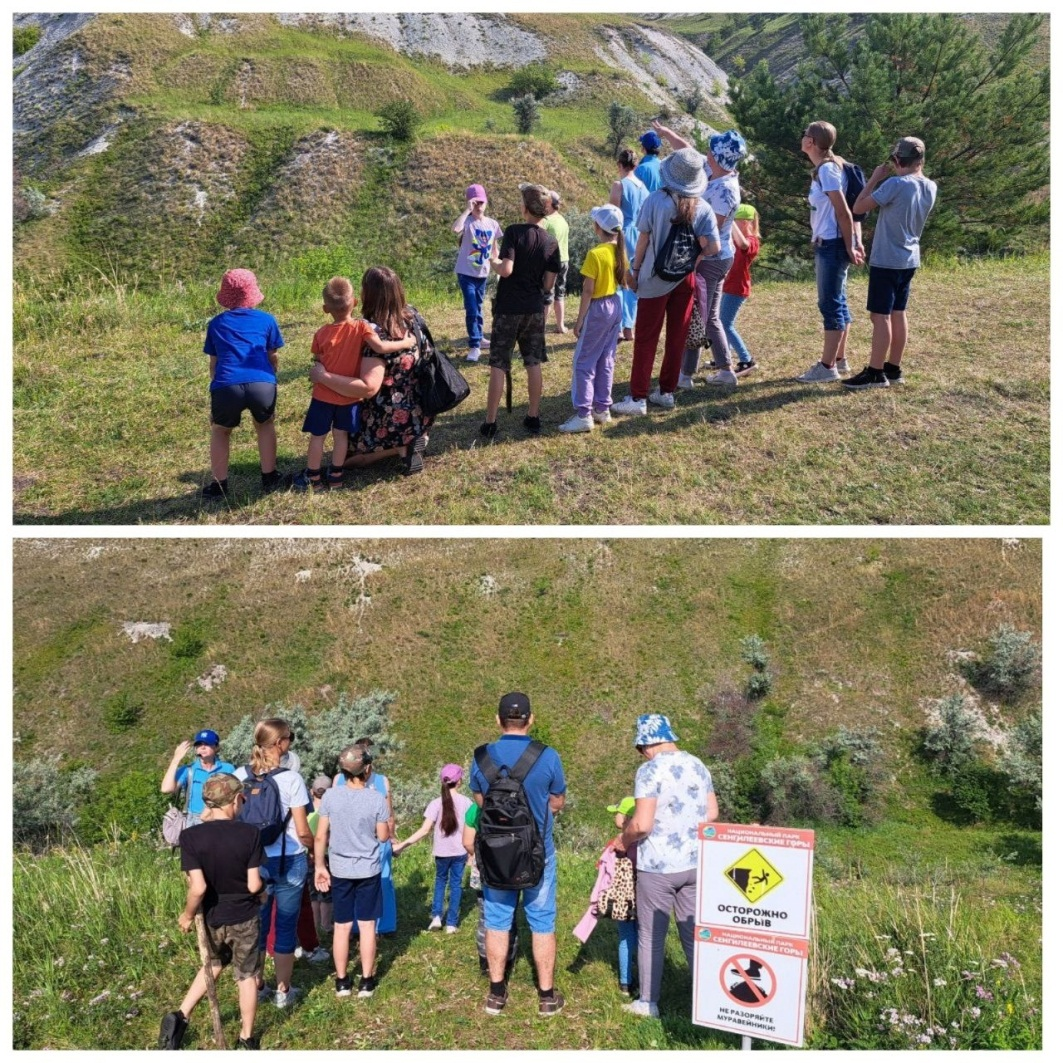 НАЦИОНАЛЬНЫЙ ПАРК
СЕНГИЛЕЕВСКИЕ ГОРЫ
ОСТОРОЖНО
ОБРЫВ
НАЦИОНАЛЬНЫЙ ПАРК
СЕНГИЛЕЕВСКИЕ ГОРЫ
НЕ РАЗОРЯЙТЕ
МУРАВЕЙНИКИ!